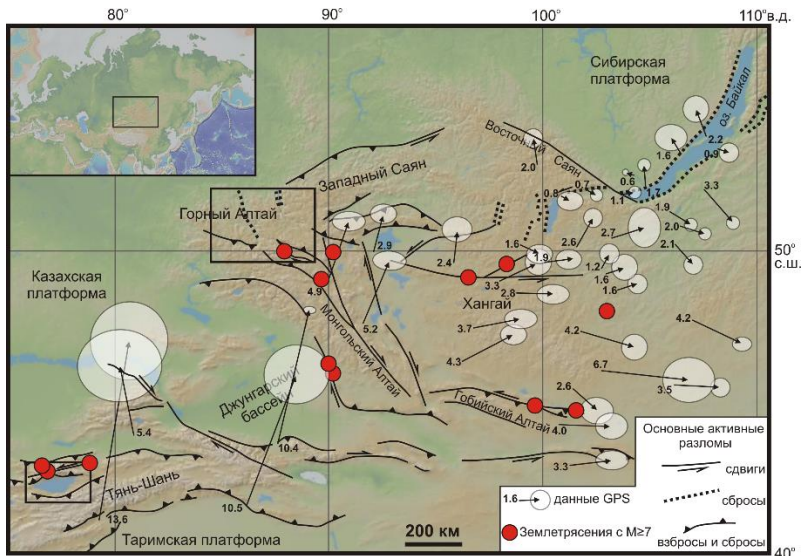 80°
90°
100°
110°в.д.
Сибирская
платформа
оз. Байкал
Восточный Саян
Западный Саян
Горный Алтай
2.2
1.6
0.9
2.0
0.7
0.6
0.8
1.1
1.7
3.3
1.9
2.7
2.0
2.6
2.9
2.4
1.6
1.9
1.2
2.1
50°
с.ш.
Казахская
платформа
4.9
3.3
1.6
1.6
Хангай
2.8
5.2
3.7
4.2
4.2
4.3
Монгольский Алтай
Джунгарский
бассейн
6.7
3.5
2.6
Гобийский Алтай
4.0
5.4
10.4
3.3
Тянь-Шань
13.6
10.5
Таримская платформа
200 км
Основные активные
разломы
сдвиги
1.6
данные GPS
сбросы
Землетрясения с M≥7
взбросы и сбросы
40°